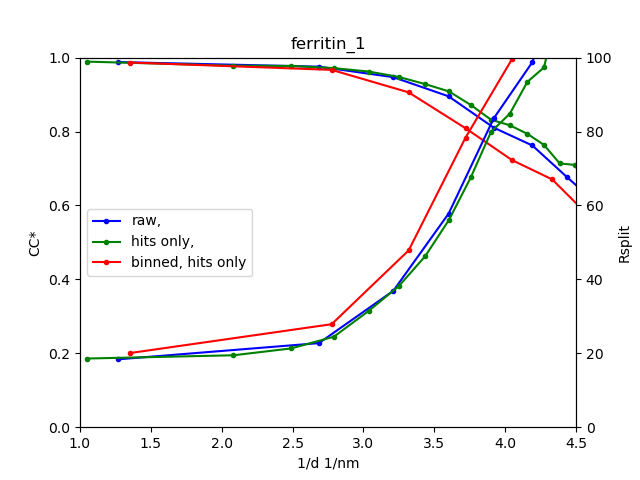 ferritin_1
1.0
0.8
0.6
0.4
0.2
0.0
CC*
100
80
60
40
20
0
Rsplit
raw,
hits only,
binned, hits only
1.0 1.5 2.0 2.5 3.0 3.5 4.0 4.5
1/d 1/nm